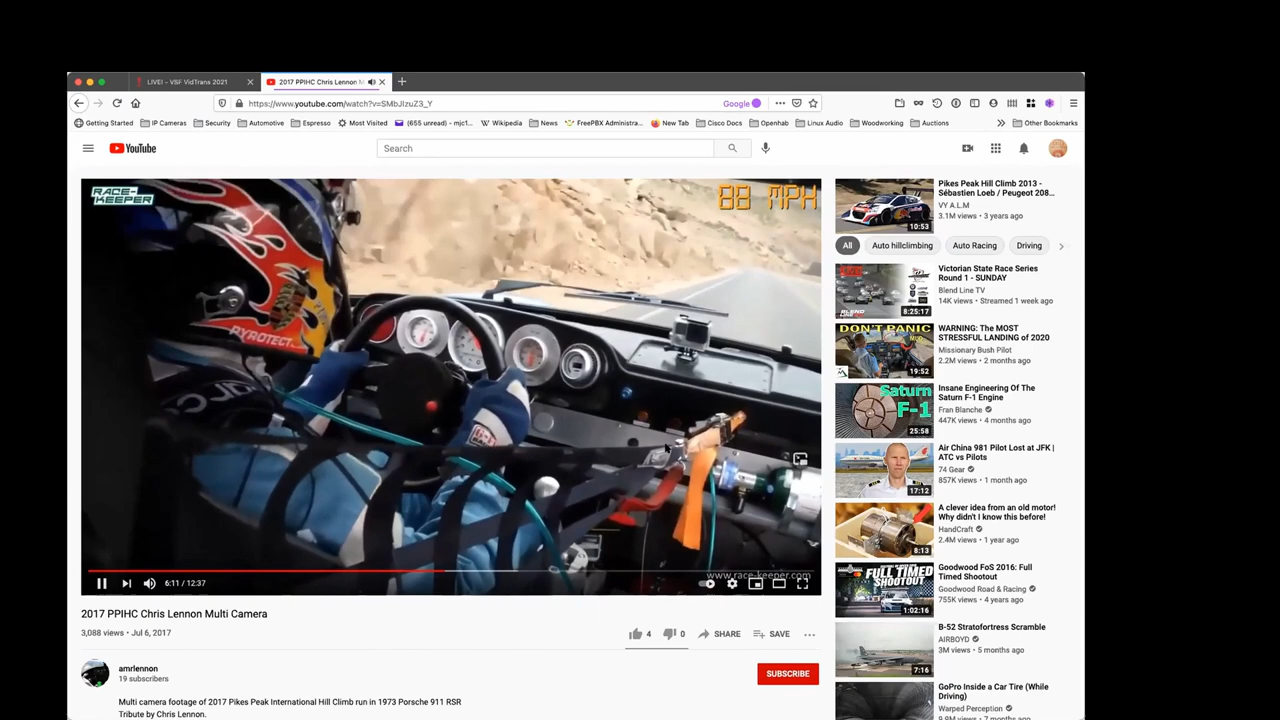 LIVE! - VSF VidTrans 2021
2017 PPIHC Chris Lennon M
https://www.youtube.com/watch?v=SMbJIzuZ3_Y
Google
Getting Started
IP Cameras
Security
Automotive
Espresso
Most Visited
(655 unread) - mjc1...
Wikipedia
News
FreePBX Administra...
New Tab
Cisco Docs
Openhab
Linux Audio
Woodworking
Auctions
Other Bookmarks
YouTube
Search
RACE-
KEEPER
88 MPH
PYROTECT
www.race-keeper.com
6:11 / 12:37
2017 PPIHC Chris Lennon Multi Camera
3,088 views • Jul 6, 2017
4
0
SHARE
SAVE
amrlennon
19 subscribers
SUBSCRIBE
Multi camera footage of 2017 Pikes Peak International Hill Climb run in 1973 Porsche 911 RSR
Tribute by Chris Lennon.
Pikes Peak Hill Climb 2013 -
Sébastien Loeb / Peugeot 208...
VY A.L.M
3.1M views • 3 years ago
10:53
All
Auto hillclimbing
Auto Racing
Driving
LIVE
BLEND LINE
8:25:17
Victorian State Race Series
Round 1 - SUNDAY
Blend Line TV
14K views • Streamed 1 week ago
DON'T PANIC
19:52
WARNING: The MOST
STRESSFUL LANDING of 2020
Missionary Bush Pilot
2.2M views • 2 months ago
Saturn
F-1
25:58
Insane Engineering Of The
Saturn F-1 Engine
Fran Blanche
447K views • 4 months ago
17:12
Air China 981 Pilot Lost at JFK |
ATC vs Pilots
74 Gear
857K views • 1 month ago
8:13
A clever idea from an old motor!
Why didn't I know this before!
HandCraft
2.4M views • 1 year ago
FULL TIMED
SHOOTOUT
1:02:16
Goodwood FoS 2016: Full
Timed Shootout
Goodwood Road & Racing
755K views • 4 years ago
7:16
B-52 Stratofortress Scramble
AIRBOYD
3M views • 5 months ago
GoPro Inside a Car Tire (While
Driving)
Warped Perception
9.9M views • 7 months ago